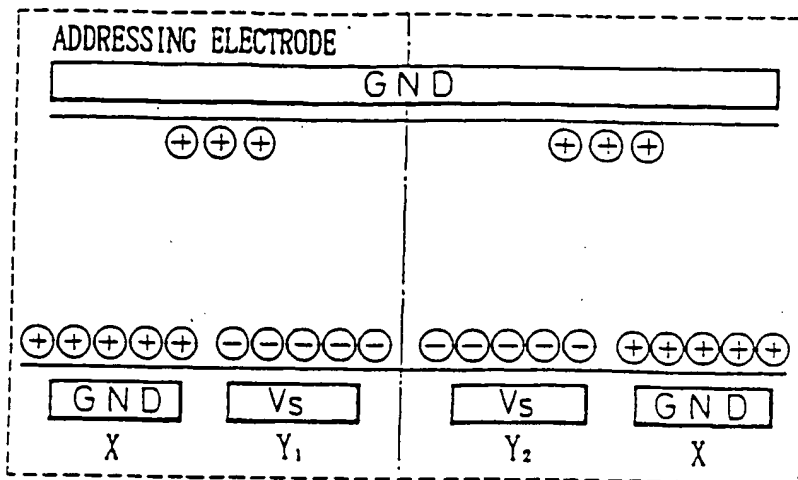 ADDRESSING ELECTRODE
GND
+++ +++
+++++ −−−−− −−−−− +++++
GND Vs Vs GND
X Y₁ Y₂ X